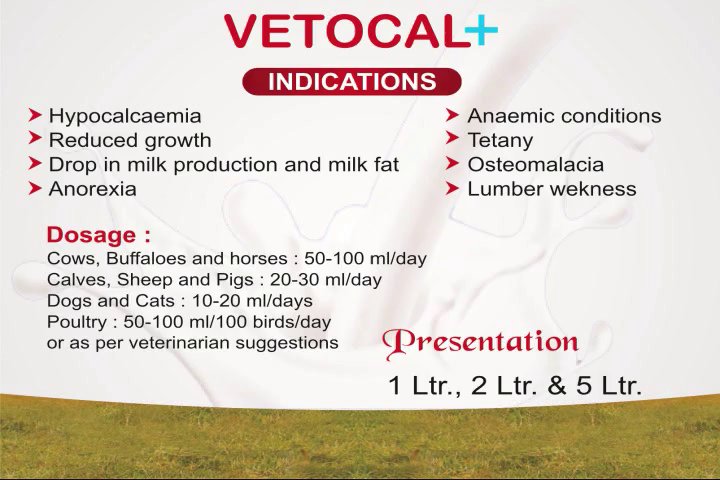 VETOCAL+
INDICATIONS
Hypocalcaemia
Reduced growth
Drop in milk production and milk fat
Anorexia
Anaemic conditions
Tetany
Osteomalacia
Lumber wekness
Dosage :
Cows, Buffaloes and horses : 50-100 ml/day
Calves, Sheep and Pigs : 20-30 ml/day
Dogs and Cats : 10-20 ml/days
Poultry : 50-100 ml/100 birds/day
or as per veterinarian suggestions
Presentation
1 Ltr., 2 Ltr. & 5 Ltr.